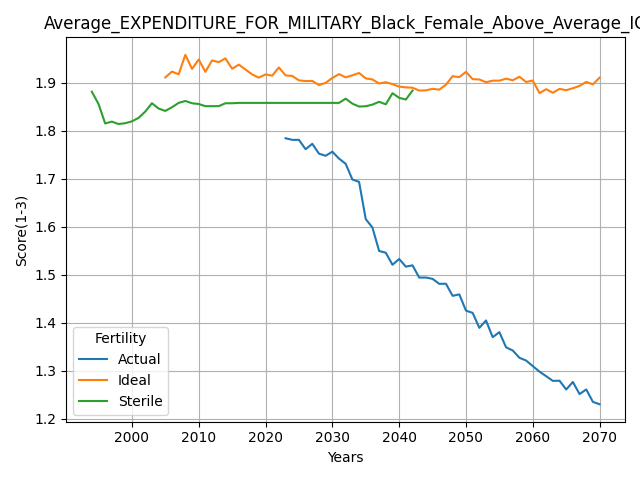 Average_EXPENDITURE_FOR_MILITARY_Black_Female_Above_Average_IQ
Score(1-3)
1.9
1.8
1.7
1.6
1.5
1.4
1.3
1.2
Fertility
Actual
Ideal
Sterile
2000 2010 2020 2030 2040 2050 2060 2070
Years